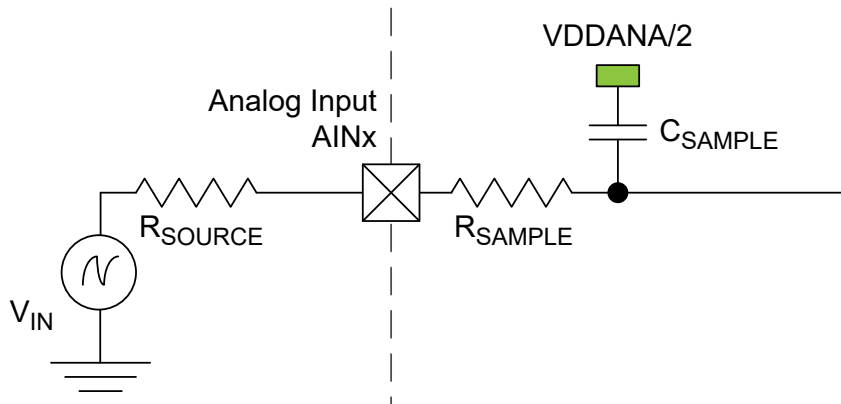 VDDANA/2
Analog Input
AINx
CSAMPLE
RSOURCE
RSAMPLE
VIN